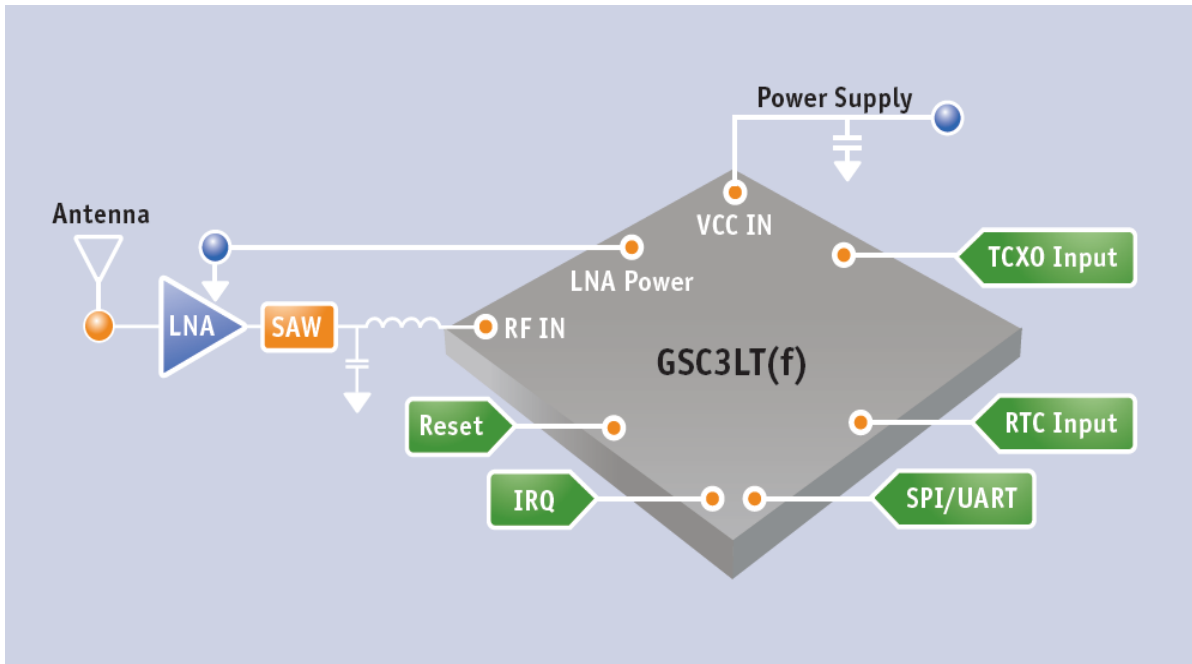 Power Supply
Antenna
VCC IN
TCXO Input
LNA Power
LNA
SAW
RF IN
GSC3LT(f)
Reset
RTC Input
IRQ
SPI/UART